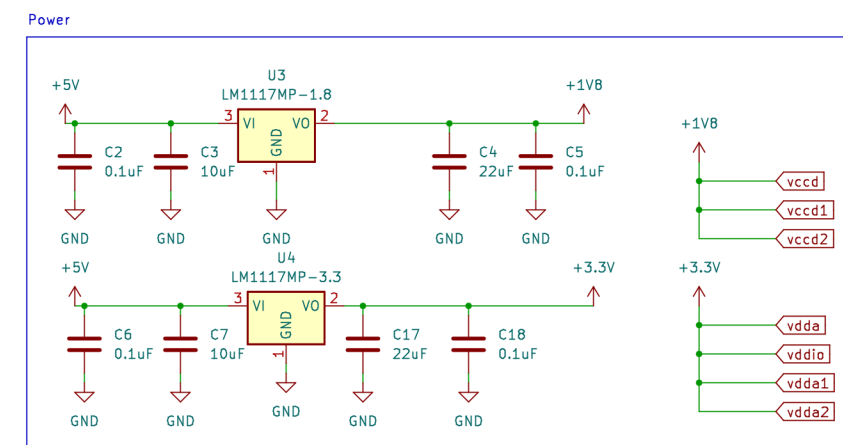 Power
U3
LM1117MP-1.8
+5V
+1V8
3 VI VO 2
GND
1
C2
0.1uF
C3
10uF
C4
22uF
C5
0.1uF
GND
GND
GND
GND
GND
+1V8
vccd
vccd1
vccd2
U4
LM1117MP-3.3
+5V
+3.3V
3 VI VO 2
GND
1
C6
0.1uF
C7
10uF
C17
22uF
C18
0.1uF
GND
GND
GND
GND
GND
+3.3V
vdda
vddio
vdda1
vdda2